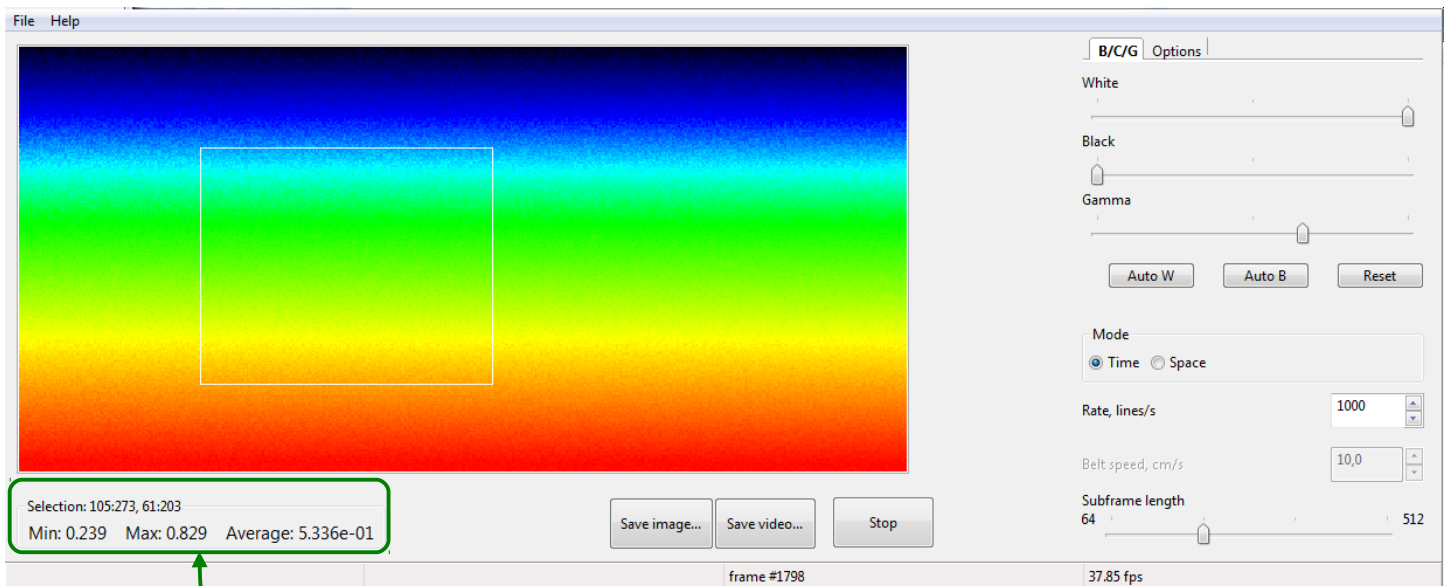 File Help
B/C/G Options
White
Black
Gamma
Auto W Auto B Reset
Mode
Time Space
Rate, lines/s 1000
Belt speed, cm/s 10,0
Subframe length
64 512
Selection: 105:273, 61:203
Min: 0.239 Max: 0.829 Average: 5.336e-01
Save image... Save video... Stop
frame #1798 37.85 fps